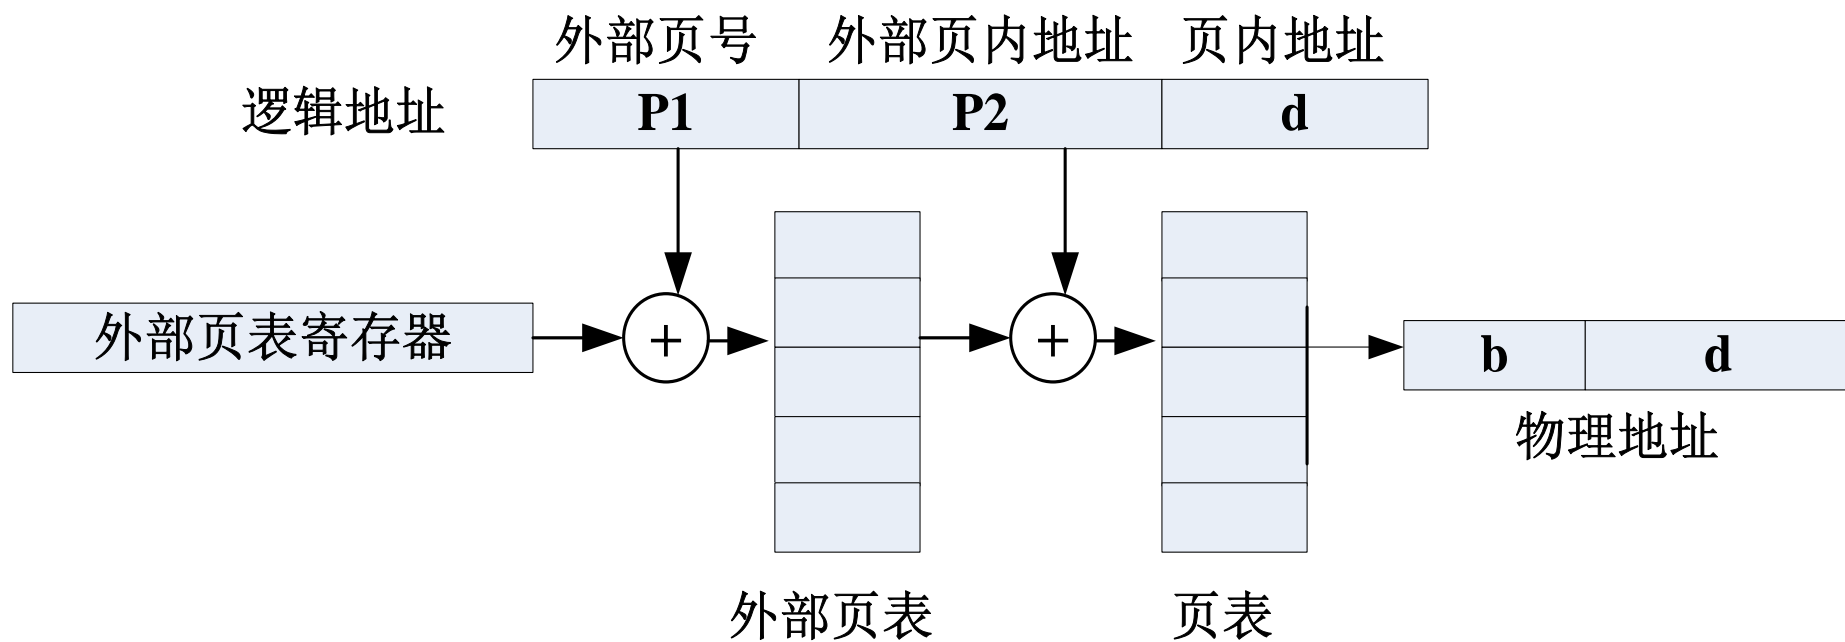 外部页号 外部页内地址 页内地址
逻辑地址 P1 P2 d
外部页表寄存器 + + b d
物理地址
外部页表 页表